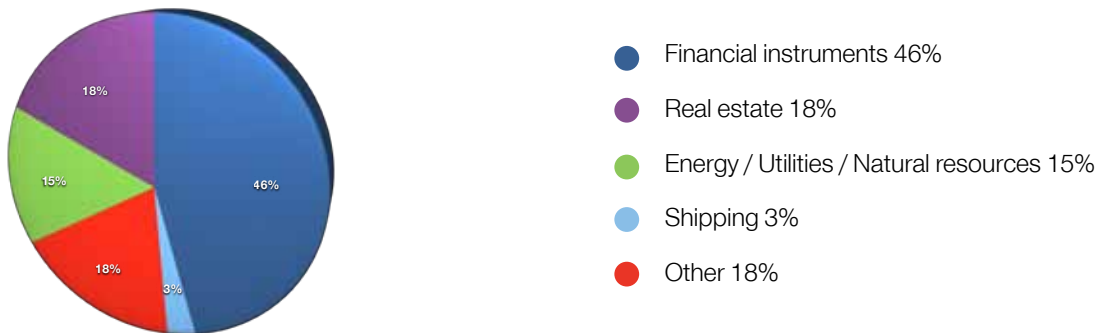 18%
15%
46%
18%
3%
Financial instruments 46%
Real estate 18%
Energy / Utilities / Natural resources 15%
Shipping 3%
Other 18%